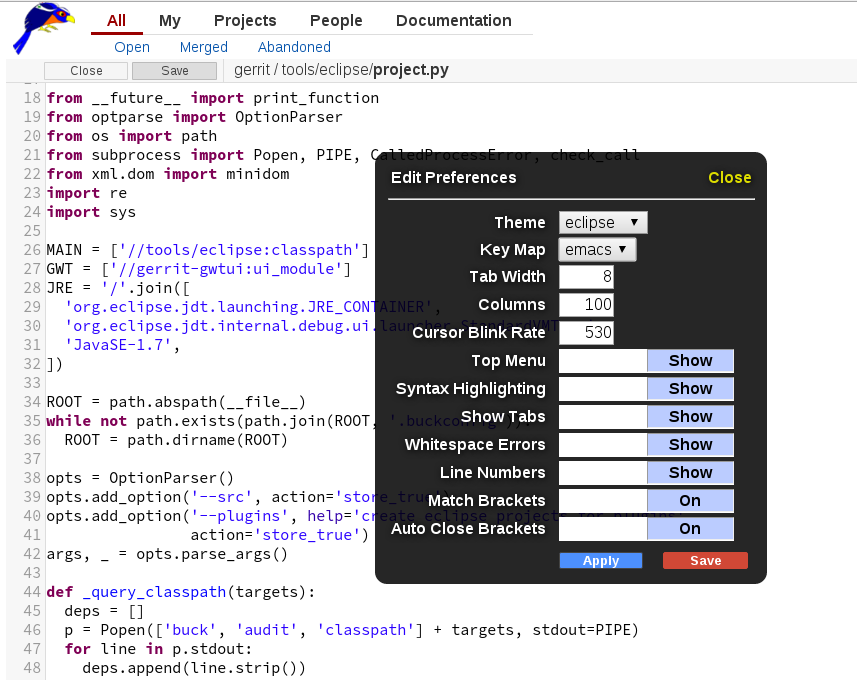 All My Projects People Documentation
Open Merged Abandoned
Close Save gerrit / tools/eclipse/project.py
18 from __future__ import print_function
19 from optparse import OptionParser
20 from os import path
21 from subprocess import Popen, PIPE, CalledProcessError, check_call
22 from xml.dom import minidom
23 import re
24 import sys
25
26 MAIN = ['//tools/eclipse:classpath']
27 GWT = ['//gerrit-gwtui:ui_module']
28 JRE = '/'.join([
29   'org.eclipse.jdt.launching.JRE_CONTAINER',
30   'org.eclipse.jdt.internal.debug.ui.launcher.StandardVMT
31   'JavaSE-1.7',
32 ])
33
34 ROOT = path.abspath(__file__)
35 while not path.exists(path.join(ROOT, '.buckconfig')):
36   ROOT = path.dirname(ROOT)
37
38 opts = OptionParser()
39 opts.add_option('--src', action='store_true')
40 opts.add_option('--plugins', help='create eclipse projects for plugins',
41                 action='store_true')
42 args, _ = opts.parse_args()
43
44 def _query_classpath(targets):
45   deps = []
46   p = Popen(['buck', 'audit', 'classpath'] + targets, stdout=PIPE)
47   for line in p.stdout:
48     deps.append(line.strip())
Edit Preferences Close
Theme eclipse ▼
Key Map emacs ▼
Tab Width 8
Columns 100
Cursor Blink Rate 530
Top Menu Show
Syntax Highlighting Show
Show Tabs Show
Whitespace Errors Show
Line Numbers Show
Match Brackets On
Auto Close Brackets On
Apply Save